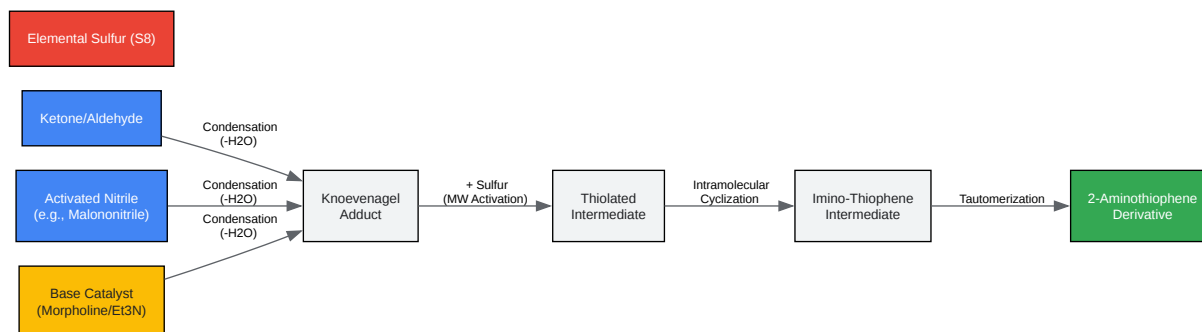 Elemental Sulfur (S8)
Ketone/Aldehyde
Condensation
(-H2O)
Activated Nitrile
(e.g., Malononitrile)
Condensation
(-H2O)
Condensation
(-H2O)
Base Catalyst
(Morpholine/Et3N)
Knoevenagel
Adduct
+ Sulfur
(MW Activation)
Thiolated
Intermediate
Intramolecular
Cyclization
Imino-Thiophene
Intermediate
Tautomerization
2-Aminothiophene
Derivative